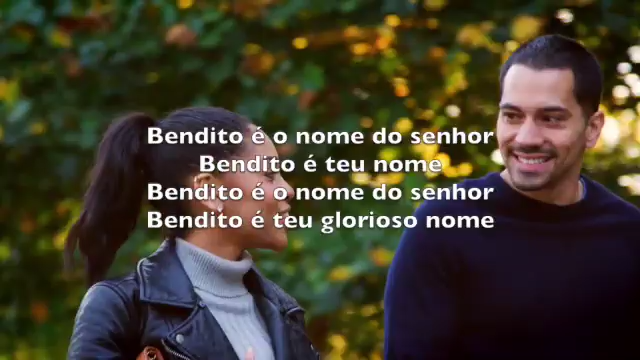 Bendito é o nome do senhor
Bendito é teu nome
Bendito é o nome do senhor
Bendito é teu glorioso nome